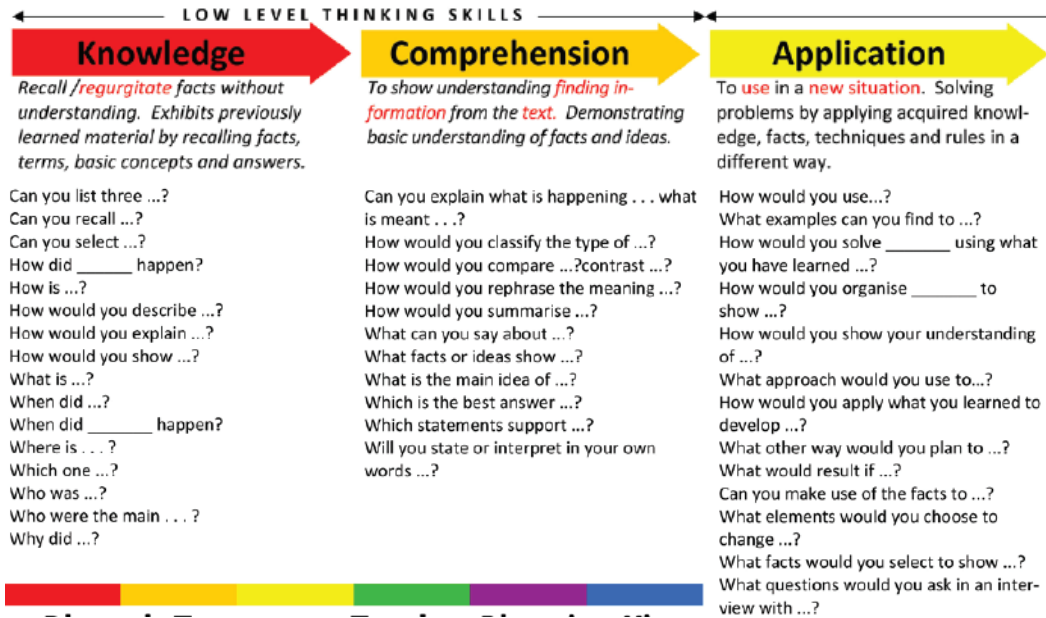 LOW LEVEL THINKING SKILLS
Knowledge
Recall /regurgitate facts without
understanding. Exhibits previously
learned material by recalling facts,
terms, basic concepts and answers.
Can you list three ...?
Can you recall ...?
Can you select ...?
How did ______ happen?
How is ...?
How would you describe ...?
How would you explain ...?
How would you show ...?
What is ...?
When did ...?
When did _______ happen?
Where is . . . ?
Which one ...?
Who was ...?
Who were the main . . . ?
Why did ...?
Comprehension
To show understanding finding in-
formation from the text. Demonstrating
basic understanding of facts and ideas.
Can you explain what is happening . . . what
is meant . . .?
How would you classify the type of ...?
How would you compare ...?contrast ...?
How would you rephrase the meaning ...?
How would you summarise ...?
What can you say about ...?
What facts or ideas show ...?
What is the main idea of ...?
Which is the best answer ...?
Which statements support ...?
Will you state or interpret in your own
words ...?
Application
To use in a new situation. Solving
problems by applying acquired knowl-
edge, facts, techniques and rules in a
different way.
How would you use...?
What examples can you find to ...?
How would you solve _______ using what
you have learned ...?
How would you organise _______ to
show ...?
How would you show your understanding
of ...?
What approach would you use to...?
How would you apply what you learned to
develop ...?
What other way would you plan to ...?
What would result if ...?
Can you make use of the facts to ...?
What elements would you choose to
change ...?
What facts would you select to show ...?
What questions would you ask in an inter-
view with ...?